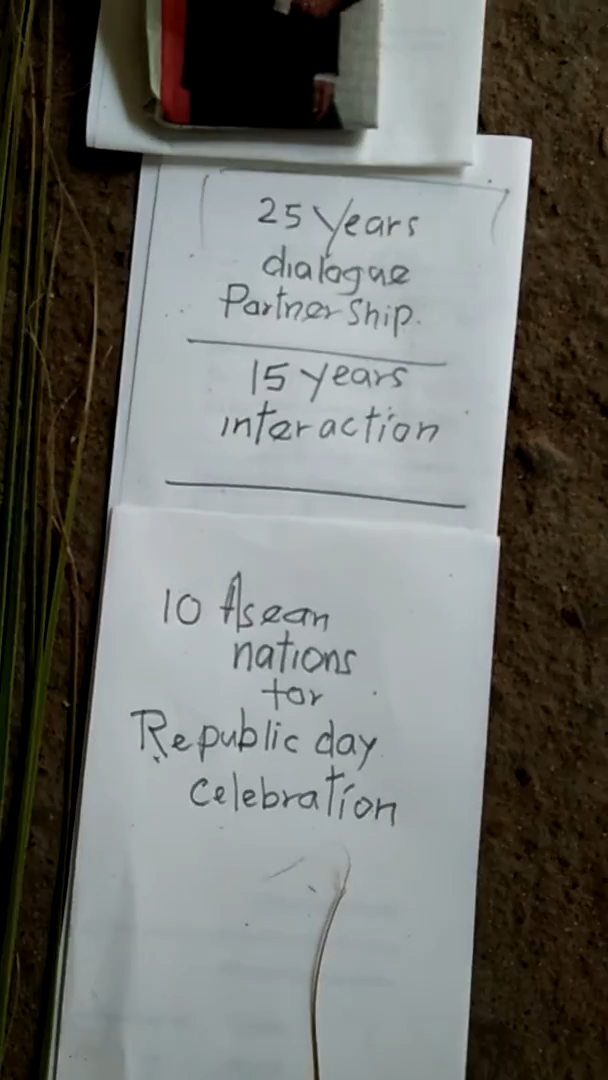 25 Years
dialogue
Partner Ship.
15 years
interaction
10 Asean
nations
for
Republic day
celebration